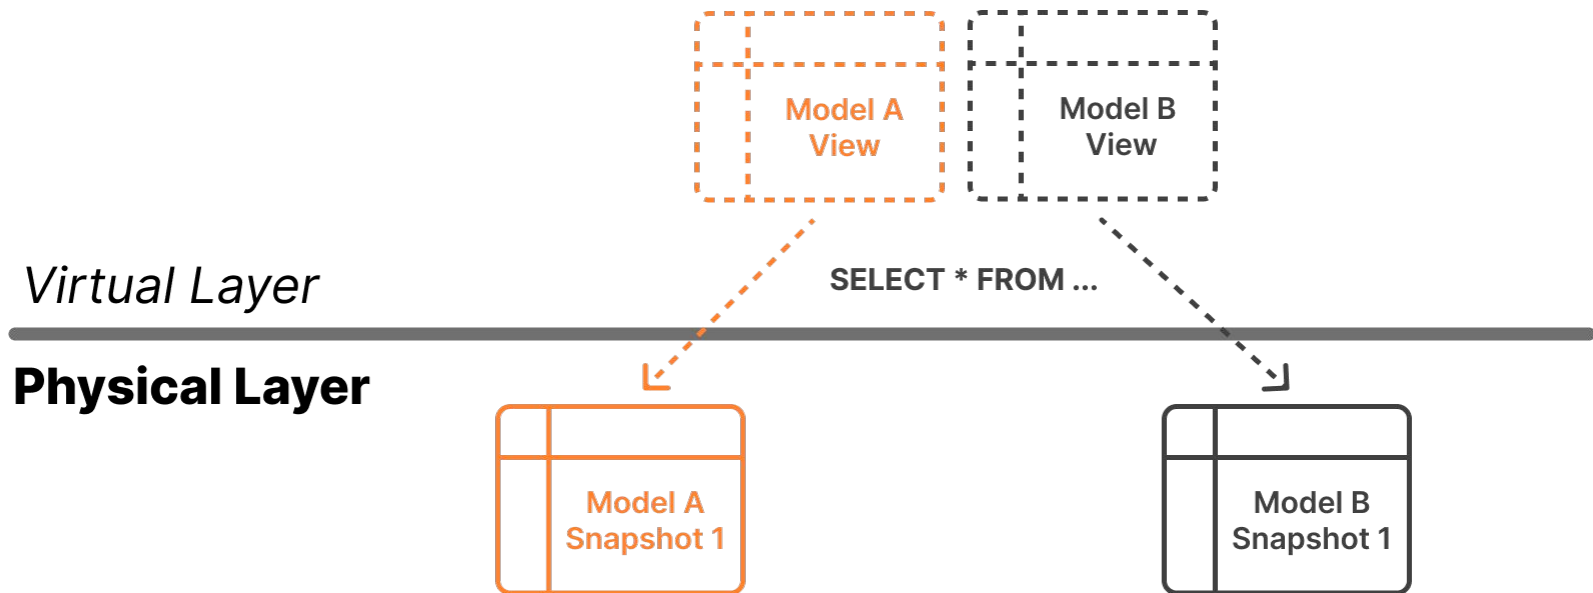 Model A
View
Model B
View
Virtual Layer
SELECT * FROM ...
Physical Layer
Model A
Snapshot 1
Model B
Snapshot 1